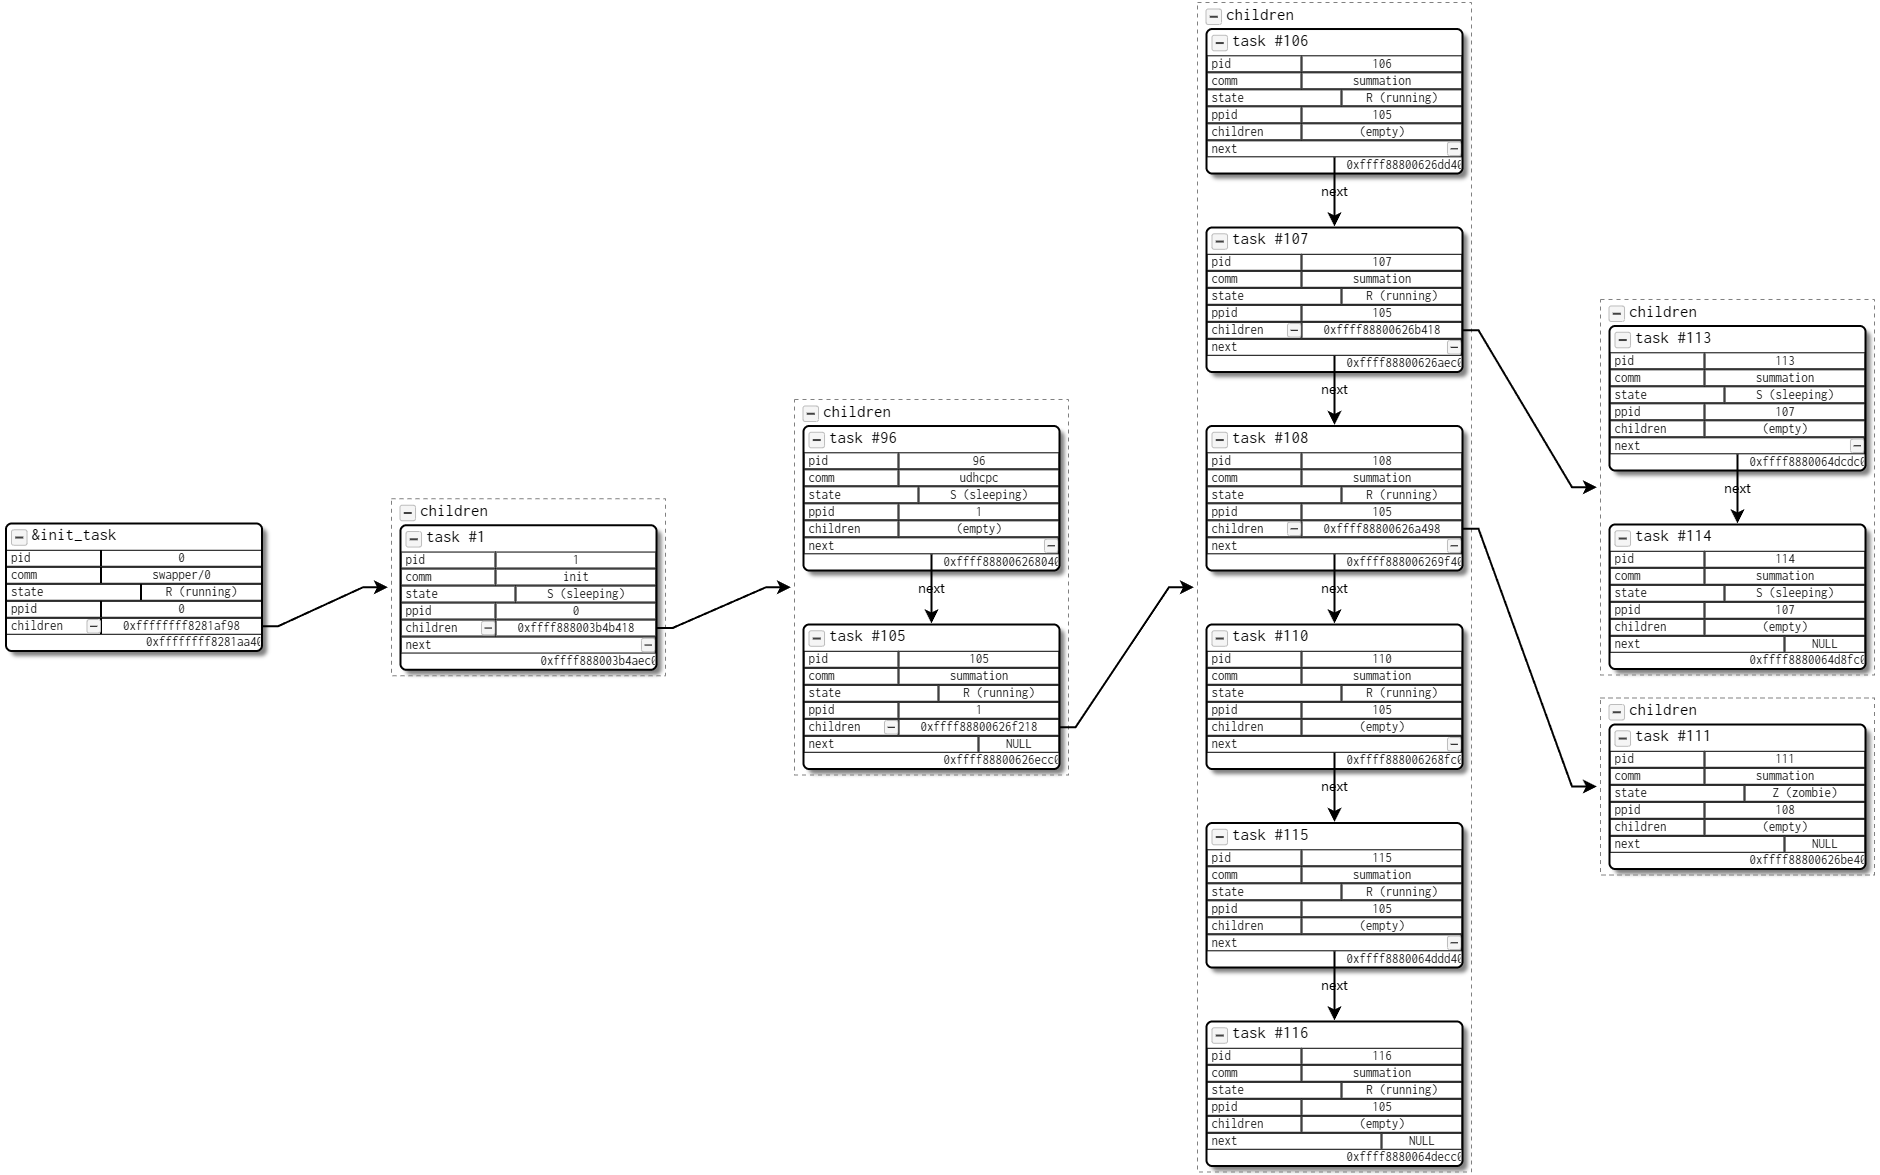 &init_task
pid 0
comm swapper/0
state R (running)
ppid 0
children 0xffffffff8281af98
0xffffffff8281aa40
children
task #1
pid 1
comm init
state S (sleeping)
ppid 0
children 0xffff888003b4b418
next
0xffff888003b4aec0
children
task #96
pid 96
comm udhcpc
state S (sleeping)
ppid 1
children (empty)
next
0xffff888006268040
next
task #105
pid 105
comm summation
state R (running)
ppid 1
children 0xffff88800626f218
next NULL
0xffff88800626ecc0
children
task #106
pid 106
comm summation
state R (running)
ppid 105
children (empty)
next
0xffff88800626dd40
next
task #107
pid 107
comm summation
state R (running)
ppid 105
children 0xffff88800626b418
next
0xffff88800626aec0
next
task #108
pid 108
comm summation
state R (running)
ppid 105
children 0xffff88800626a498
next
0xffff888006269f40
next
task #110
pid 110
comm summation
state R (running)
ppid 105
children (empty)
next
0xffff888006268fc0
next
task #115
pid 115
comm summation
state R (running)
ppid 105
children (empty)
next
0xffff8880064ddd40
next
task #116
pid 116
comm summation
state R (running)
ppid 105
children (empty)
next NULL
0xffff8880064decc0
children
task #113
pid 113
comm summation
state S (sleeping)
ppid 107
children (empty)
next
0xffff8880064dcdc0
next
task #114
pid 114
comm summation
state S (sleeping)
ppid 107
children (empty)
next NULL
0xffff8880064d8fc0
children
task #111
pid 111
comm summation
state Z (zombie)
ppid 108
children (empty)
next NULL
0xffff88800626be40